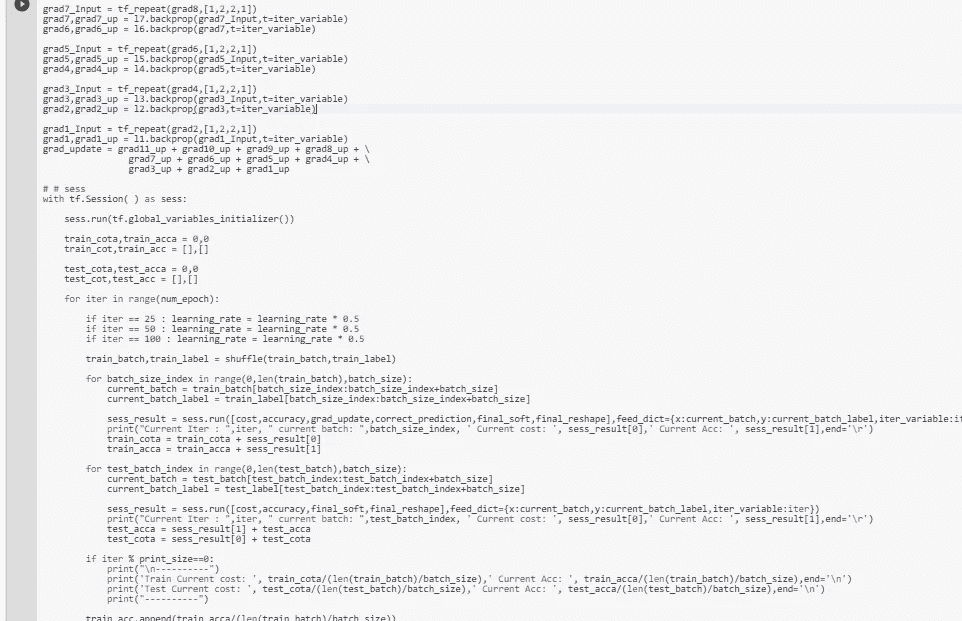 grad7_Input = tf_repeat(grad8,[1,2,2,1])
grad7,grad7_up = l7.backprop(grad7_Input,t=iter_variable)
grad6,grad6_up = l6.backprop(grad7,t=iter_variable)

grad5_Input = tf_repeat(grad6,[1,2,2,1])
grad5,grad5_up = l5.backprop(grad5_Input,t=iter_variable)
grad4,grad4_up = l4.backprop(grad5,t=iter_variable)

grad3_Input = tf_repeat(grad4,[1,2,2,1])
grad3,grad3_up = l3.backprop(grad3_Input,t=iter_variable)
grad2,grad2_up = l2.backprop(grad3,t=iter_variable)

grad1_Input = tf_repeat(grad2,[1,2,2,1])
grad1,grad1_up = l1.backprop(grad1_Input,t=iter_variable)
grad_update = grad11_up + grad10_up + grad9_up + grad8_up + \
                grad7_up + grad6_up + grad5_up + grad4_up + \
                grad3_up + grad2_up + grad1_up

# # sess
with tf.Session( ) as sess:

    sess.run(tf.global_variables_initializer())

    train_cota,train_acca = 0,0
    train_cot,train_acc = [],[]

    test_cota,test_acca = 0,0
    test_cot,test_acc = [],[]

    for iter in range(num_epoch):

        if iter == 25 : learning_rate = learning_rate * 0.5
        if iter == 50 : learning_rate = learning_rate * 0.5
        if iter == 100 : learning_rate = learning_rate * 0.5

        train_batch,train_label = shuffle(train_batch,train_label)

        for batch_size_index in range(0,len(train_batch),batch_size):
            current_batch = train_batch[batch_size_index:batch_size_index+batch_size]
            current_batch_label = train_label[batch_size_index:batch_size_index+batch_size]

            sess_result = sess.run([cost,accuracy,grad_update,correct_prediction,final_soft,final_reshape],feed_dict={x:current_batch,y:current_batch_label,iter_variable:it
            print("Current Iter : ",iter, " current batch: ",batch_size_index, ' Current cost: ', sess_result[0],' Current Acc: ', sess_result[1],end='\r')
            train_cota = train_cota + sess_result[0]
            train_acca = train_acca + sess_result[1]

        for test_batch_index in range(0,len(test_batch),batch_size):
            current_batch = test_batch[test_batch_index:test_batch_index+batch_size]
            current_batch_label = test_label[test_batch_index:test_batch_index+batch_size]

            sess_result = sess.run([cost,accuracy,final_soft,final_reshape],feed_dict={x:current_batch,y:current_batch_label,iter_variable:iter})
            print("Current Iter : ",iter, " current batch: ",test_batch_index, ' Current cost: ', sess_result[0],' Current Acc: ', sess_result[1],end='\r')
            test_acca = sess_result[1] + test_acca
            test_cota = sess_result[0] + test_cota

        if iter % print_size==0:
            print("\n----------")
            print('Train Current cost: ', train_cota/(len(train_batch)/batch_size),' Current Acc: ', train_acca/(len(train_batch)/batch_size),end='\n')
            print('Test Current cost: ', test_cota/(len(test_batch)/batch_size),' Current Acc: ', test_acca/(len(test_batch)/batch_size),end='\n')
            print("----------")

        train_acc.append(train_acca/(len(train_batch)/batch_size))